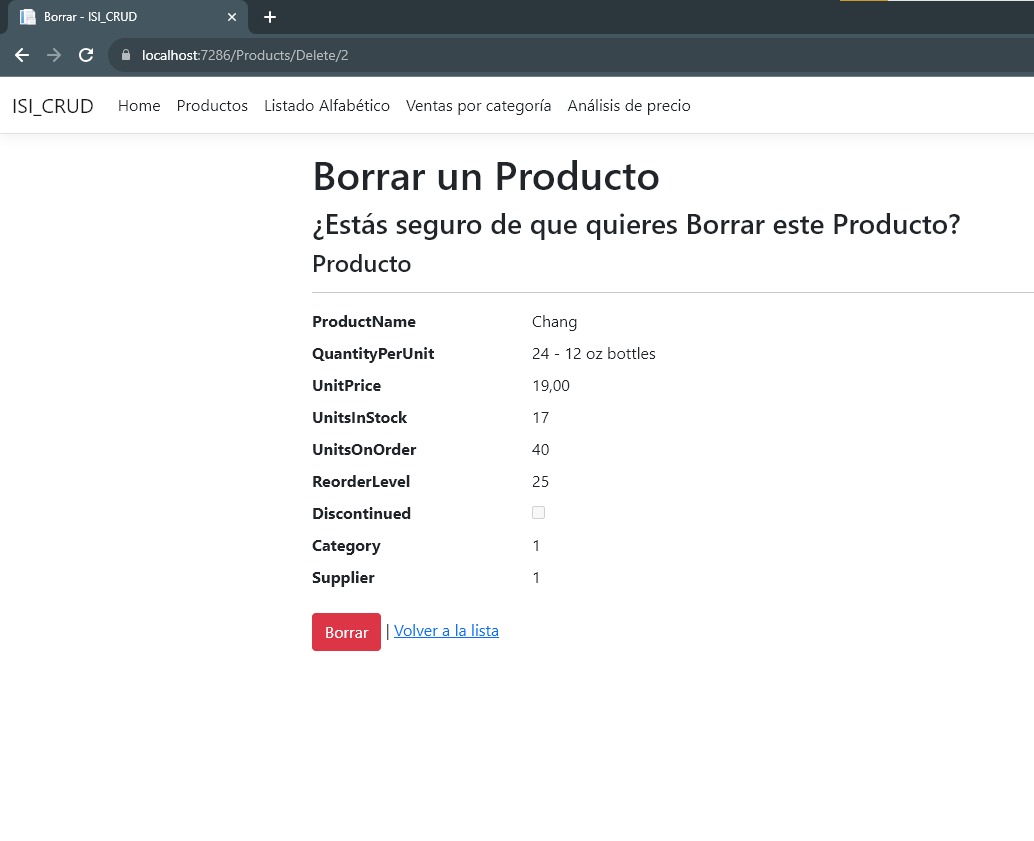 Borrar - ISI_CRUD
localhost:7286/Products/Delete/2
ISI_CRUD Home Productos Listado Alfabético Ventas por categoría Análisis de precio
Borrar un Producto
¿Estás seguro de que quieres Borrar este Producto?
Producto
ProductName Chang
QuantityPerUnit 24 - 12 oz bottles
UnitPrice 19,00
UnitsInStock 17
UnitsOnOrder 40
ReorderLevel 25
Discontinued
Category 1
Supplier 1
Borrar | Volver a la lista